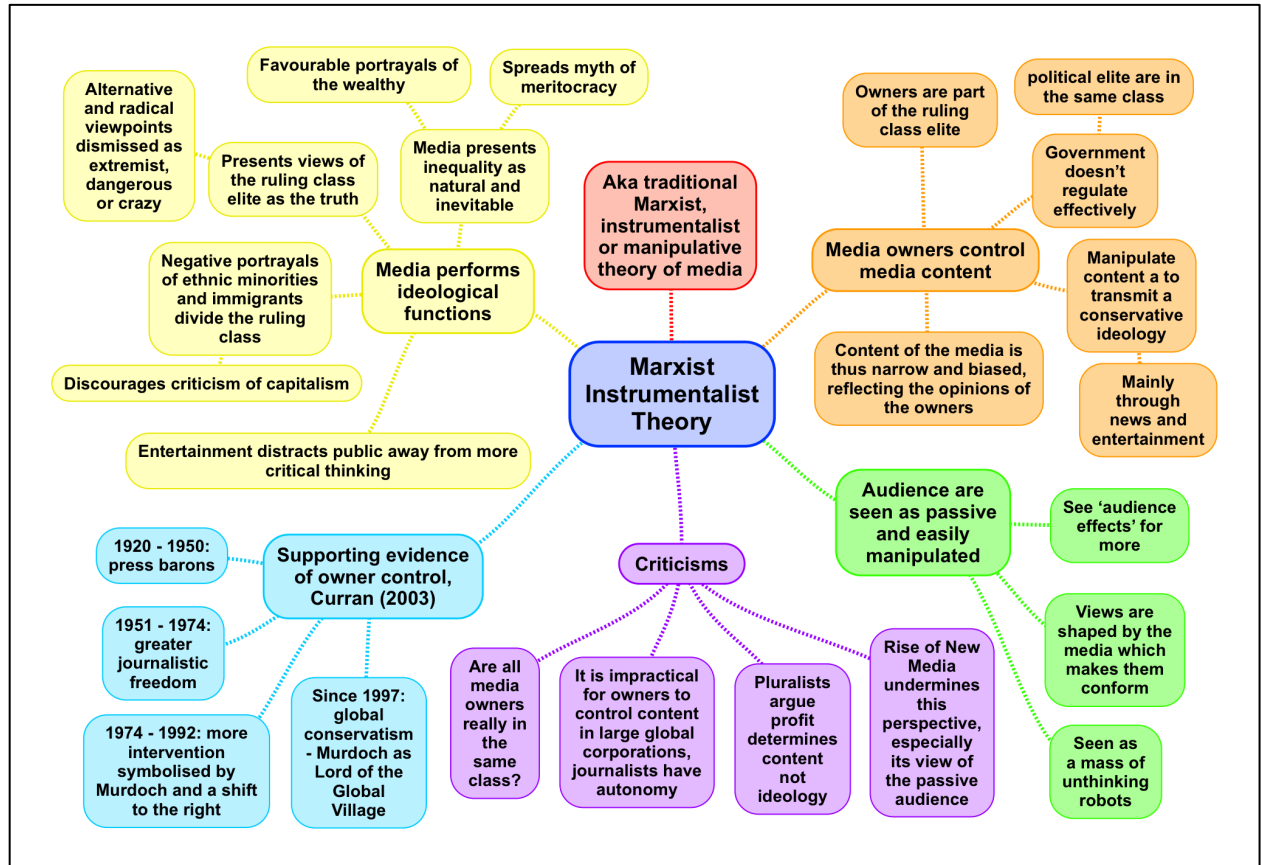 Favourable portrayals of
the wealthy
Spreads myth of
meritocracy
Alternative
and radical
viewpoints
dismissed as
extremist,
dangerous
or crazy
Presents views of
the ruling class
elite as the truth
Media presents
inequality as
natural and
inevitable
Negative portrayals
of ethnic minorities
and immigrants
divide the ruling
class
Media performs
ideological
functions
Discourages criticism of capitalism
Entertainment distracts public away from more
critical thinking
Aka traditional
Marxist,
instrumentalist
or manipulative
theory of media
Marxist
Instrumentalist
Theory
Owners are part
of the ruling
class elite
political elite are in
the same class
Government
doesn’t
regulate
effectively
Media owners control
media content
Manipulate
content a to
transmit a
conservative
ideology
Content of the media is
thus narrow and biased,
reflecting the opinions of
the owners
Mainly
through
news and
entertainment
Audience are
seen as passive
and easily
manipulated
See ‘audience
effects’ for
more
Views are
shaped by the
media which
makes them
conform
Seen as
a mass of
unthinking
robots
Supporting evidence
of owner control,
Curran (2003)
1920 - 1950:
press barons
1951 - 1974:
greater
journalistic
freedom
1974 - 1992: more
intervention
symbolised by
Murdoch and a shift
to the right
Since 1997:
global
conservatism
- Murdoch as
Lord of the
Global
Village
Criticisms
Are all
media
owners
really in
the
same
class?
It is impractical
for owners to
control content
in large global
corporations,
journalists have
autonomy
Pluralists
argue
profit
determines
content
not
ideology
Rise of New
Media
undermines
this
perspective,
especially
its view of
the passive
audience